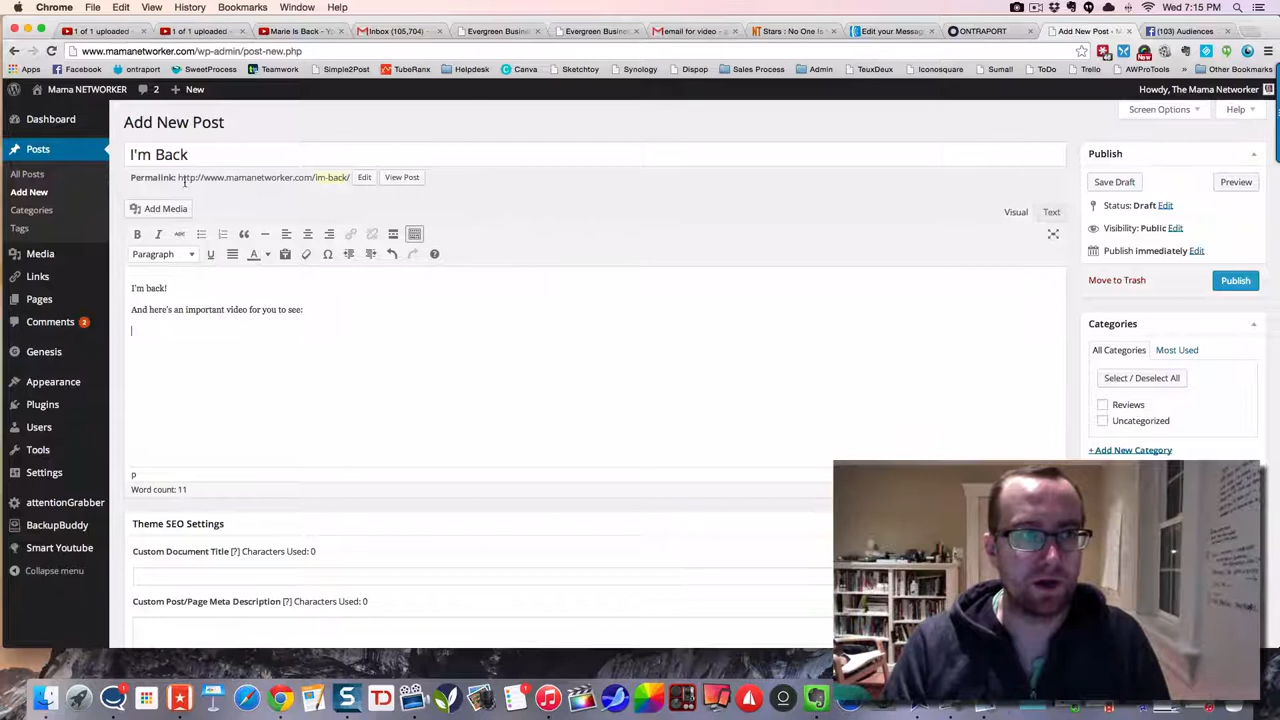 Chrome File Edit View History Bookmarks Window Help Wed 7:15 PM
1 of 1 uploaded - 1 of 1 uploaded - Marie Is Back - Yo Inbox (105,704) - Evergreen Busin Evergreen Busin email for video - Stars : No One Is Edit your Messag ONTRAPORT Add New Post - M (103) Audiences
www.mamanetworker.com/wp-admin/post-new.php
Apps Facebook ontraport SweetProcess Teamwork Simple2Post TubeRanx Helpdesk Canva Sketchtoy Synology Dispop Sales Process Admin TeuxDeux Iconosquare Sumall ToDo Trello AWProTools » Other Bookmarks
Mama NETWORKER 2 + New Howdy, The Mama Networker
Screen Options Help
Dashboard
Posts
All Posts
Add New
Categories
Tags
Media
Links
Pages
Comments 2
Genesis
Appearance
Plugins
Users
Tools
Settings
attentionGrabber
BackupBuddy
Smart Youtube
Collapse menu
Add New Post
I'm Back
Permalink: http://www.mamanetworker.com/im-back/ Edit View Post
Add Media Visual Text
Paragraph
I'm back!
And here's an important video for you to see:
p
Word count: 11
Theme SEO Settings
Custom Document Title [?] Characters Used: 0
Custom Post/Page Meta Description [?] Characters Used: 0
Publish
Save Draft Preview
Status: Draft Edit
Visibility: Public Edit
Publish immediately Edit
Move to Trash Publish
Categories
All Categories Most Used
Select / Deselect All
Reviews
Uncategorized
+ Add New Category